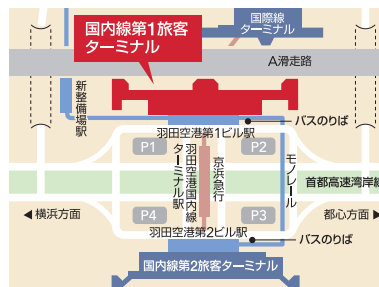 国際線
ターミナル
国内線第1旅客
ターミナル
A滑走路
新整備場駅
バスのりば
羽田空港第1ビル駅
P1
P2
羽田空港国内線
ターミナル駅
京浜急行
モノレール
首都高速湾岸線
P4
P3
横浜方面
都心方面
羽田空港第2ビル駅
バスのりば
国内線第2旅客ターミナル